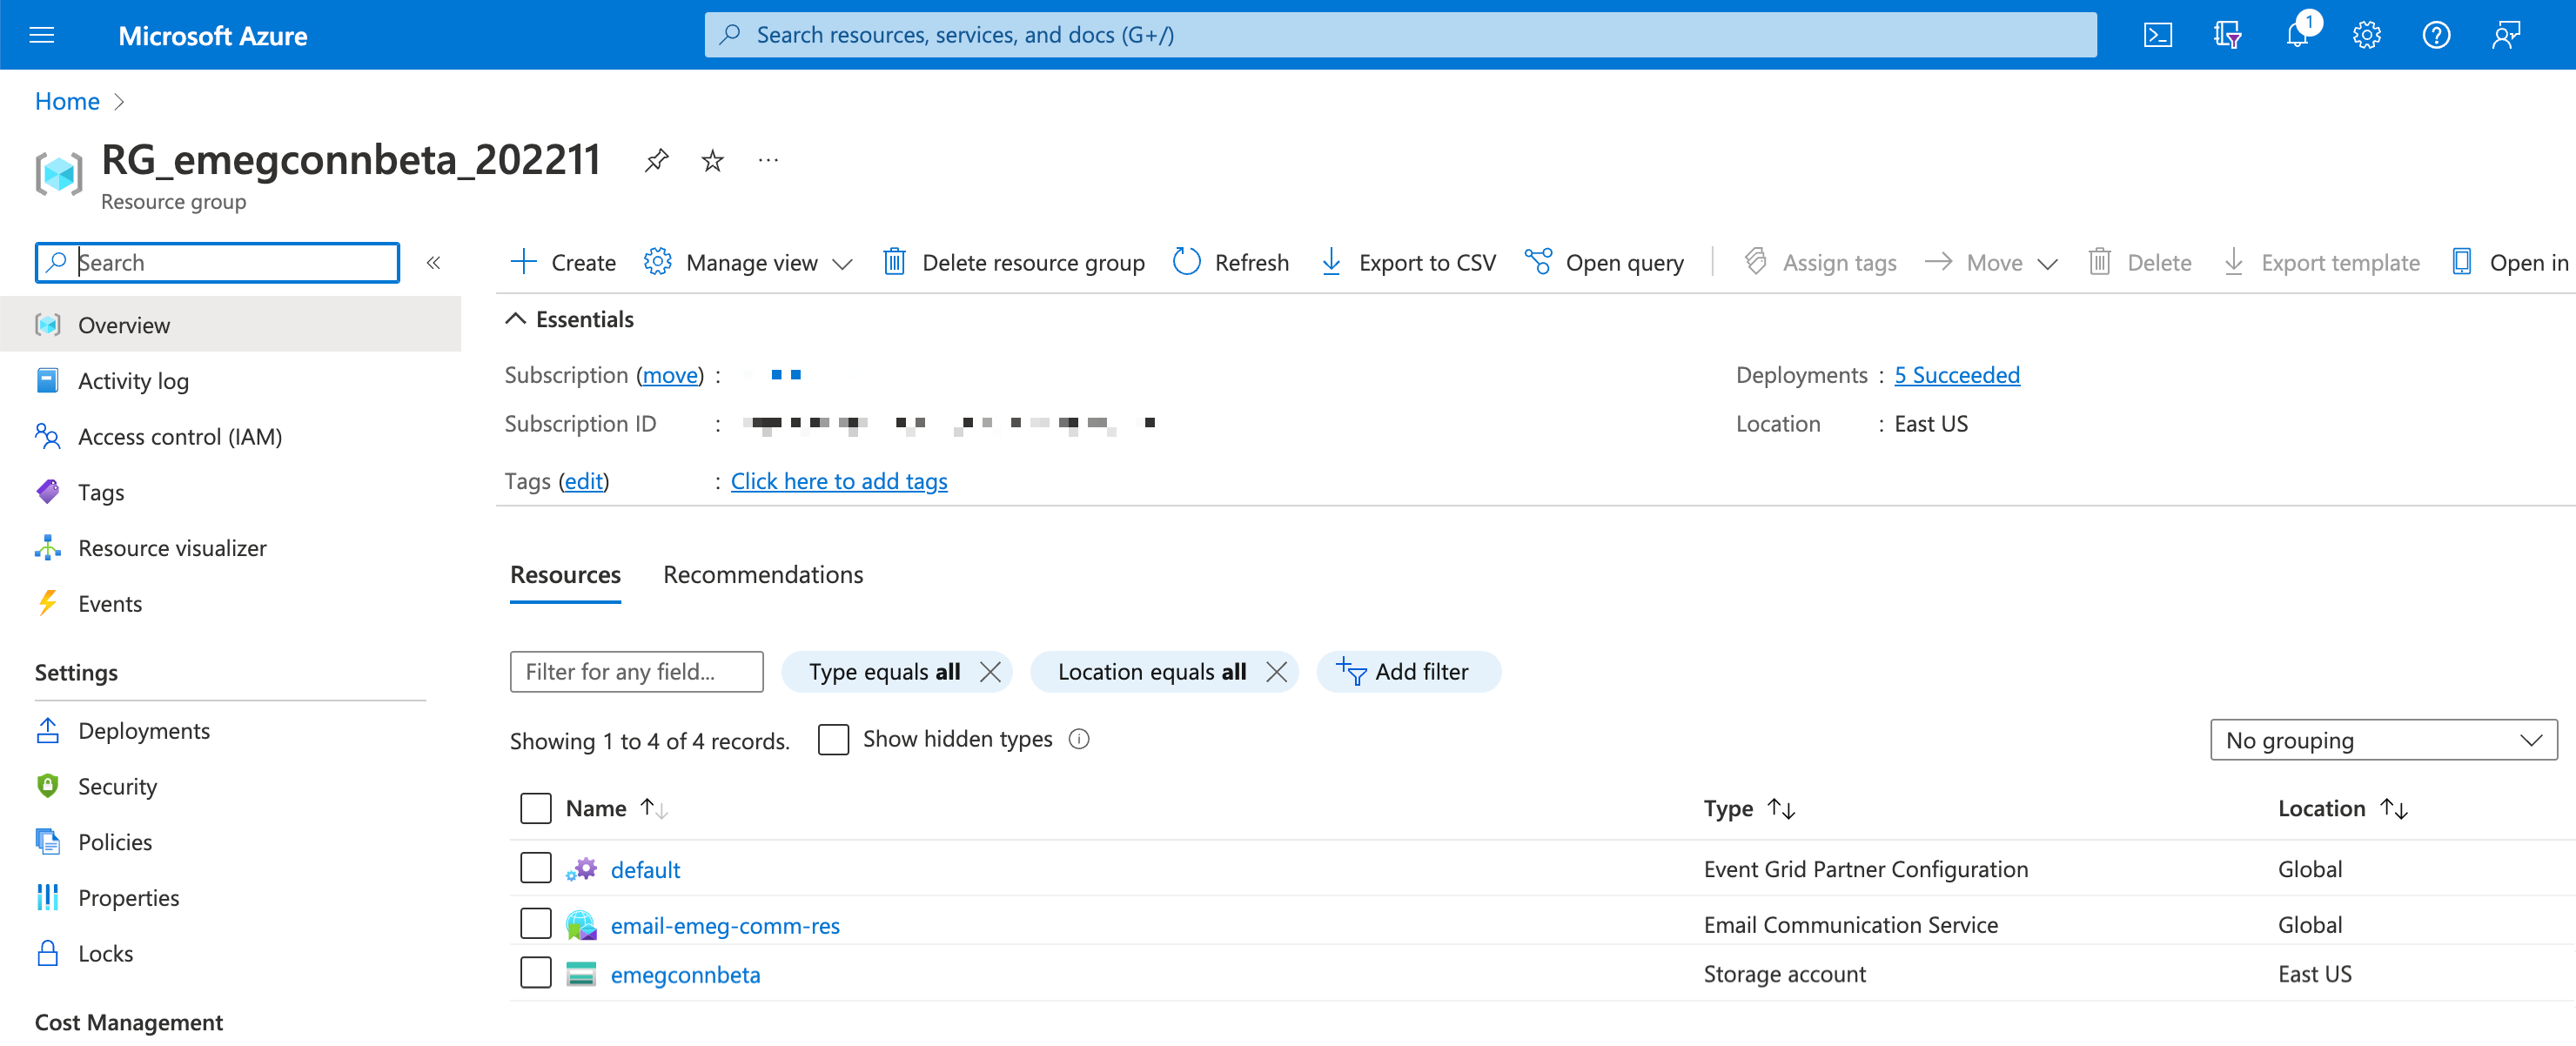 Microsoft Azure
Search resources, services, and docs (G+/)
1
Home
RG_emegconnbeta_202211
Resource group
Search
Overview
Activity log
Access control (IAM)
Tags
Resource visualizer
Events
Settings
Deployments
Security
Policies
Properties
Locks
Cost Management
Create Manage view Delete resource group Refresh Export to CSV Open query Assign tags Move Delete Export template Open in
Essentials
Subscription (move) :
Subscription ID :
Tags (edit) : Click here to add tags
Deployments : 5 Succeeded
Location : East US
Resources Recommendations
Filter for any field... Type equals all Location equals all Add filter
Showing 1 to 4 of 4 records. Show hidden types No grouping
Name Type Location
default Event Grid Partner Configuration Global
email-emeg-comm-res Email Communication Service Global
emegconnbeta Storage account East US